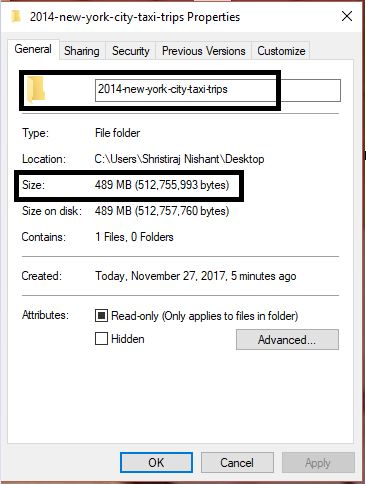 2014-new-york-city-taxi-trips Properties
General Sharing Security Previous Versions Customize
2014-new-york-city-taxi-trips
Type: File folder
Location: C:\Users\Shristiraj Nishant\Desktop
Size: 489 MB (512,755,993 bytes)
Size on disk: 489 MB (512,757,760 bytes)
Contains: 1 Files, 0 Folders
Created: Today, November 27, 2017, 5 minutes ago
Attributes: Read-only (Only applies to files in folder)
Hidden Advanced...
OK Cancel Apply